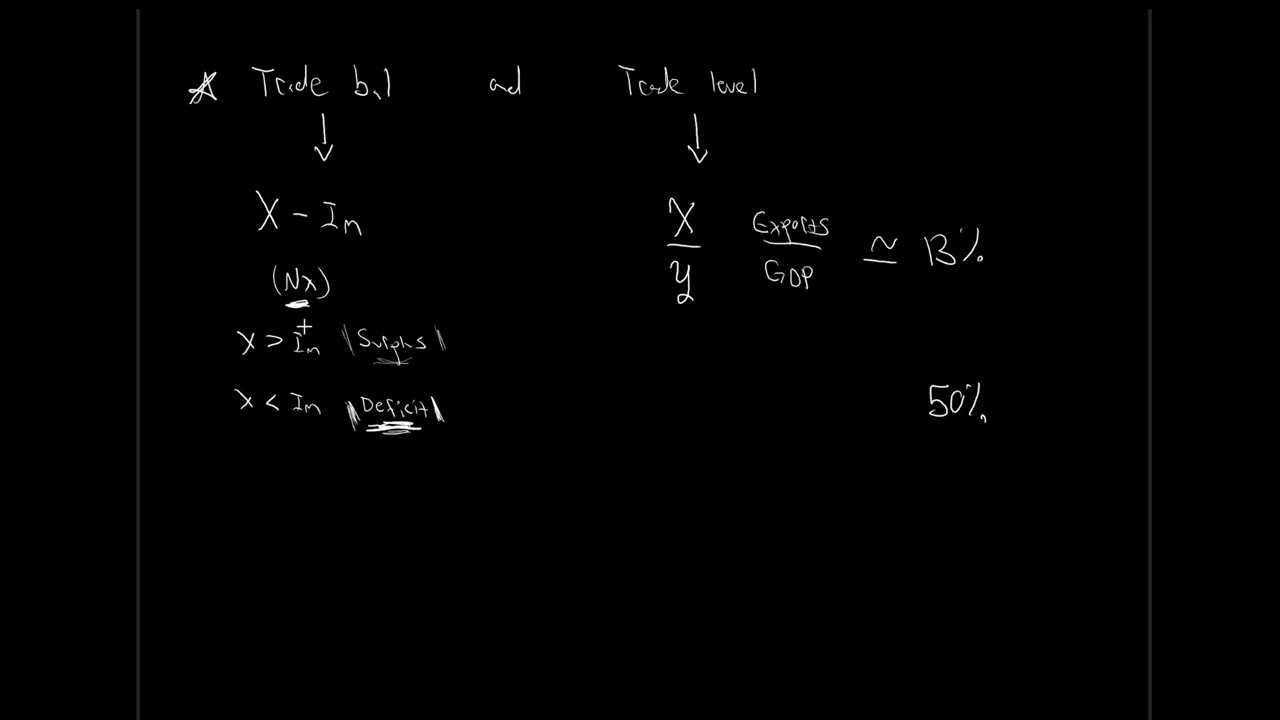 Trade bal and Trade level
X - Im
(Nx)
X > Im Surplus
X < Im Deficit
X
y
Exports
GDP
≃ 13%
50%